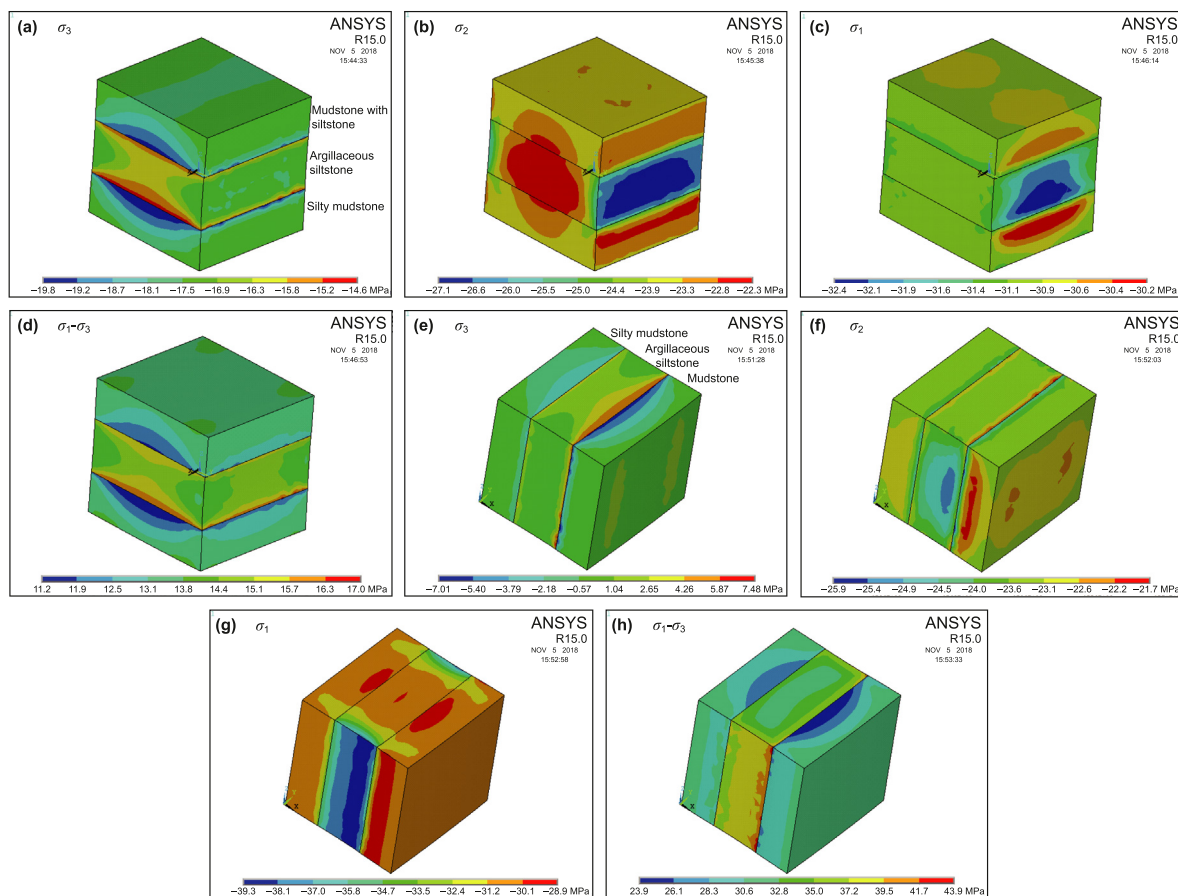 (a) σ3
ANSYS
R15.0
NOV 5 2018
15:44:33
Mudstone with
siltstone
Argillaceous
siltstone
Silty mudstone
−19.8 −19.2 −18.7 −18.1 −17.5 −16.9 −16.3 −15.8 −15.2 −14.6 MPa
(b) σ2
ANSYS
R15.0
NOV 5 2018
15:45:38
−27.1 −26.6 −26.0 −25.5 −25.0 −24.4 −23.9 −23.3 −22.8 −22.3 MPa
(c) σ1
ANSYS
R15.0
NOV 5 2018
15:46:14
−32.4 −32.1 −31.9 −31.6 −31.4 −31.1 −30.9 −30.6 −30.4 −30.2 MPa
(d) σ1-σ3
ANSYS
R15.0
NOV 5 2018
15:46:53
11.2 11.9 12.5 13.1 13.8 14.4 15.1 15.7 16.3 17.0 MPa
(e) σ3
ANSYS
R15.0
NOV 5 2018
15:51:28
Silty mudstone
Argillaceous
siltstone
Mudstone
x
−7.01 −5.40 −3.79 −2.18 −0.57 1.04 2.65 4.26 5.87 7.48 MPa
(f) σ2
ANSYS
R15.0
NOV 5 2018
15:52:03
x
−25.9 −25.4 −24.9 −24.5 −24.0 −23.6 −23.1 −22.6 −22.2 −21.7 MPa
(g) σ1
ANSYS
R15.0
NOV 5 2018
15:52:58
x
−39.3 −38.1 −37.0 −35.8 −34.7 −33.5 −32.4 −31.2 −30.1 −28.9 MPa
(h) σ1-σ3
ANSYS
R15.0
NOV 5 2018
15:53:33
x
23.9 26.1 28.3 30.6 32.8 35.0 37.2 39.5 41.7 43.9 MPa